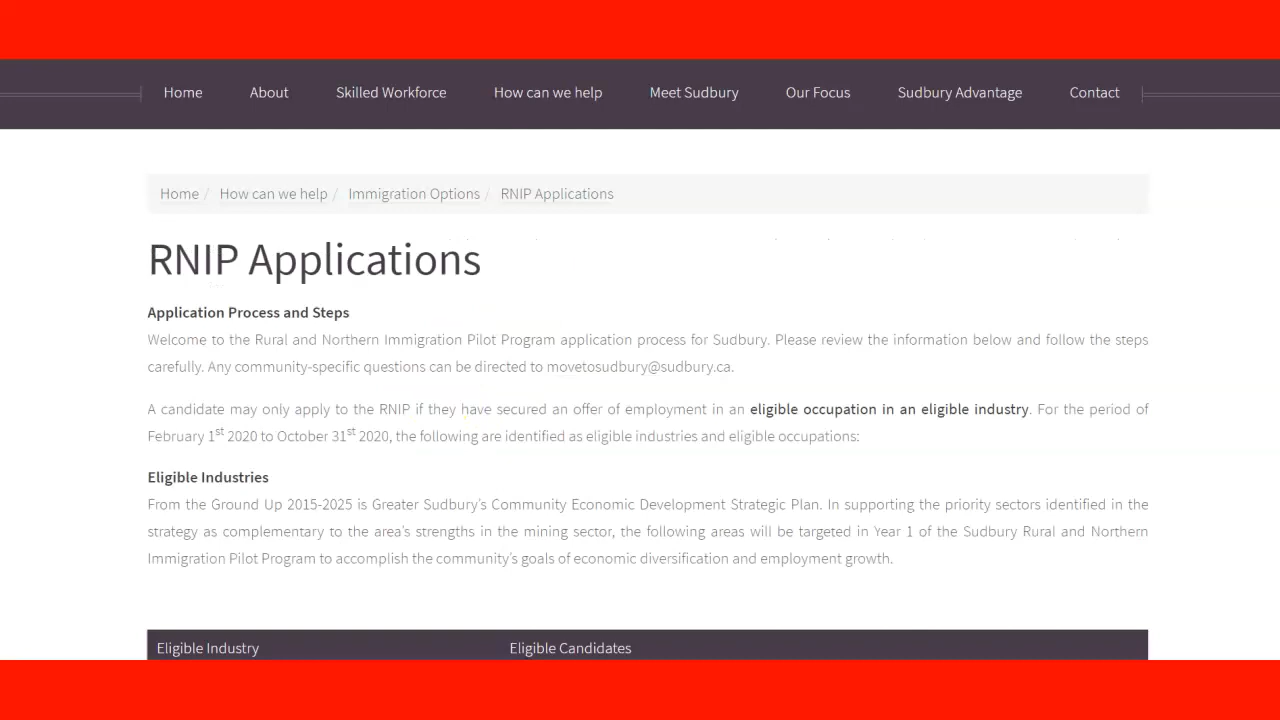 Home About Skilled Workforce How can we help Meet Sudbury Our Focus Sudbury Advantage Contact
Home / How can we help / Immigration Options / RNIP Applications
RNIP Applications
Application Process and Steps
Welcome to the Rural and Northern Immigration Pilot Program application process for Sudbury. Please review the information below and follow the steps
carefully. Any community-specific questions can be directed to movetosudbury@sudbury.ca.
A candidate may only apply to the RNIP if they have secured an offer of employment in an eligible occupation in an eligible industry. For the period of
February 1st 2020 to October 31st 2020, the following are identified as eligible industries and eligible occupations:
Eligible Industries
From the Ground Up 2015-2025 is Greater Sudbury's Community Economic Development Strategic Plan. In supporting the priority sectors identified in the
strategy as complementary to the area's strengths in the mining sector, the following areas will be targeted in Year 1 of the Sudbury Rural and Northern
Immigration Pilot Program to accomplish the community's goals of economic diversification and employment growth.
Eligible Industry Eligible Candidates